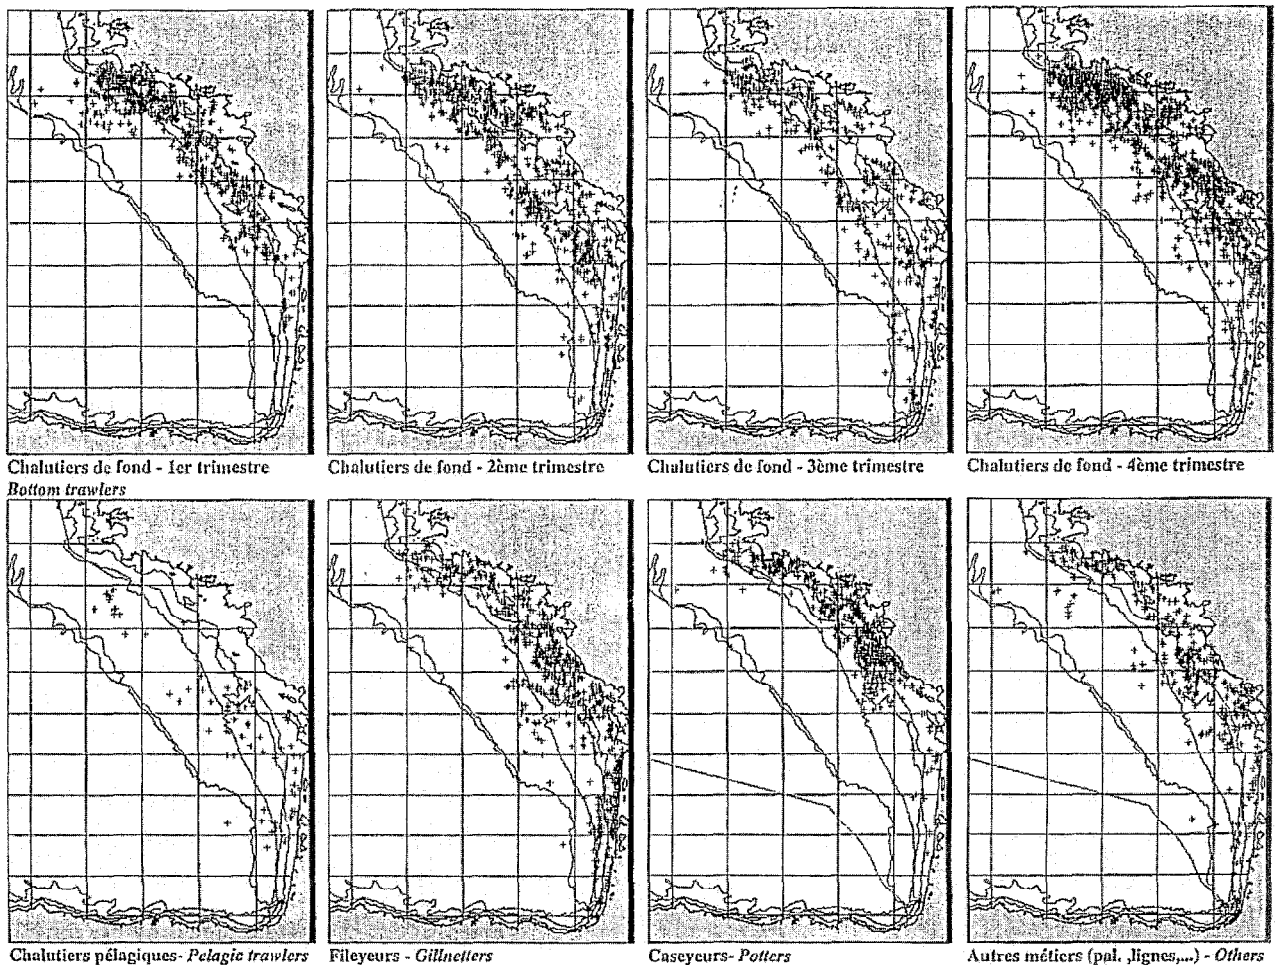 Chalutiers de fond - 1er trimestre
Bottom trawlers
Chalutiers de fond - 2ème trimestre
Chalutiers de fond - 3ème trimestre
Chalutiers de fond - 4ème trimestre
Chalutiers pélagiques- Pelagic trawlers
Fileyeurs - Gillnetters
Caseyeurs- Potters
Autres métiers (pal. ,lignes,...) - Others